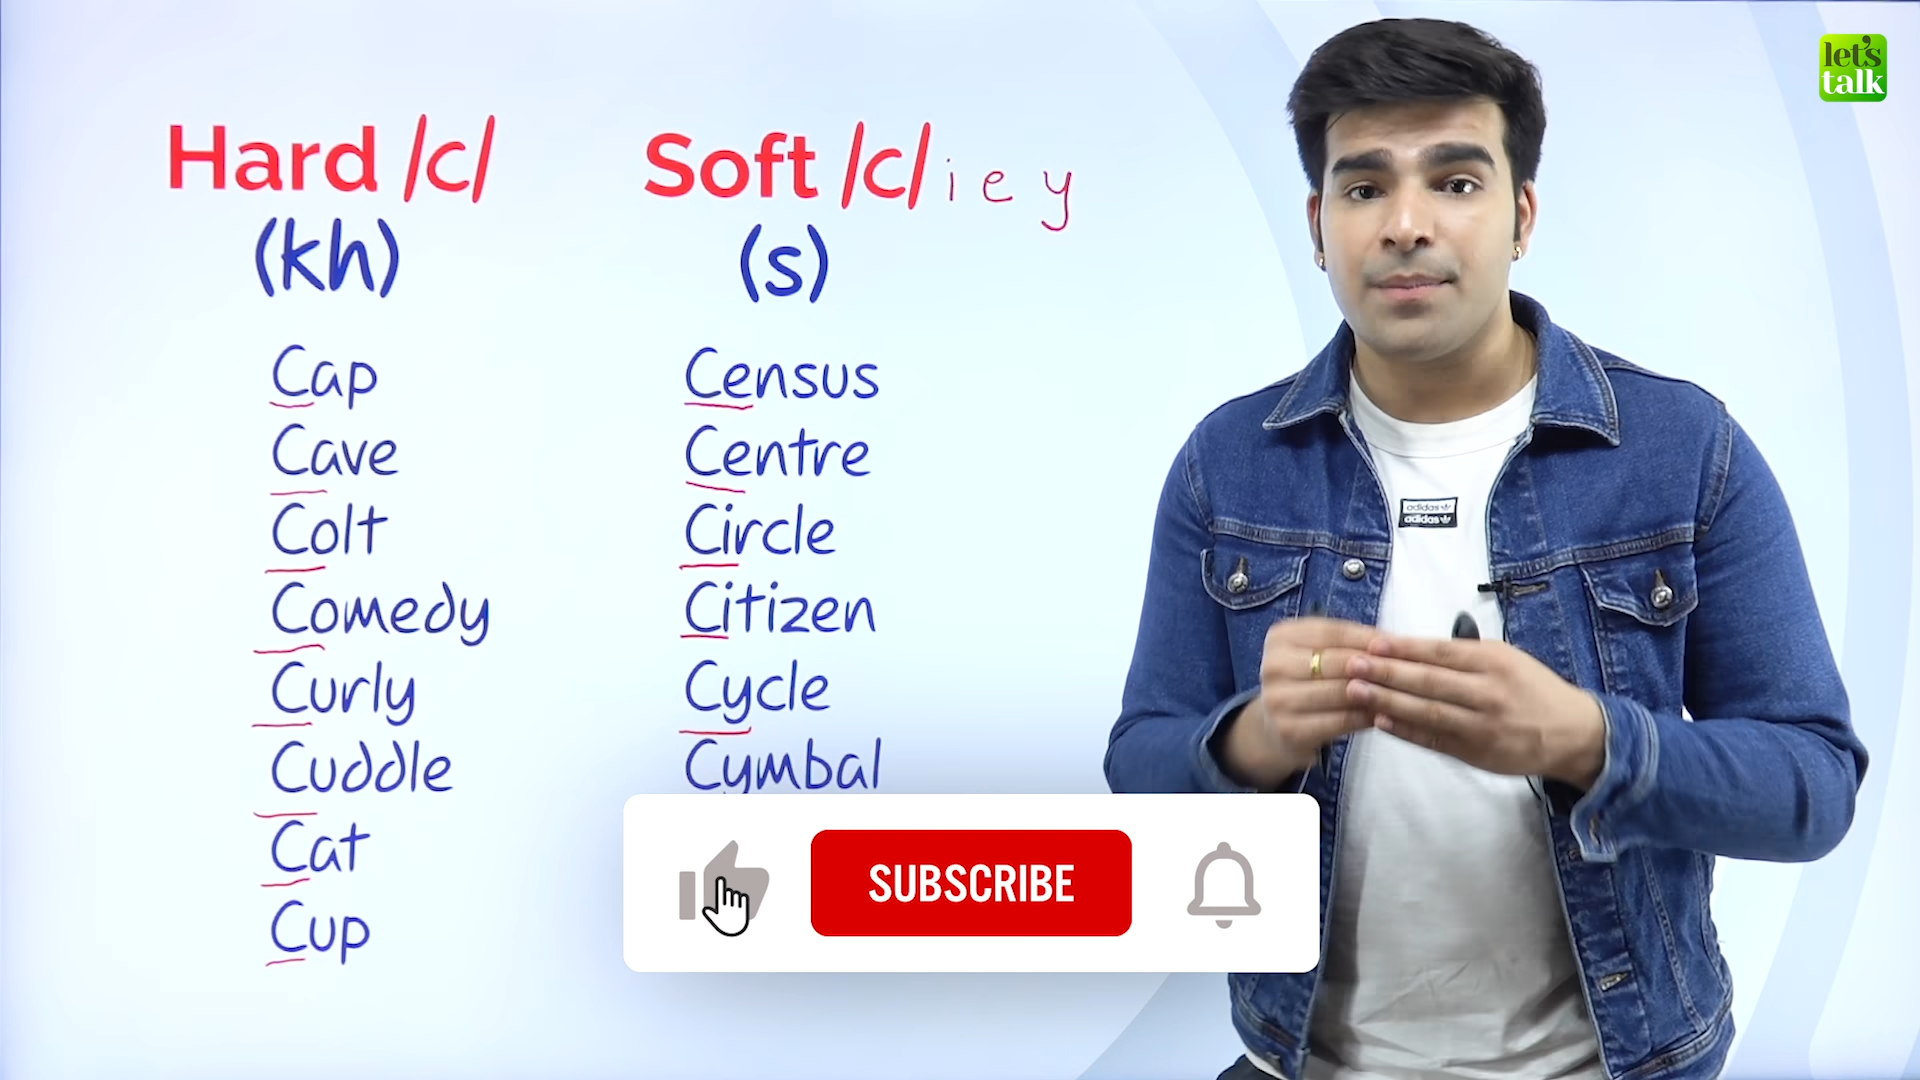 Hard /c/
(kh)
Cap
Cave
Colt
Comedy
Curly
Cuddle
Cat
Cup
Soft /c/ i e y
(s)
Census
Centre
Circle
Citizen
Cycle
Cymbal
SUBSCRIBE
let's
talk
adidas
adidas